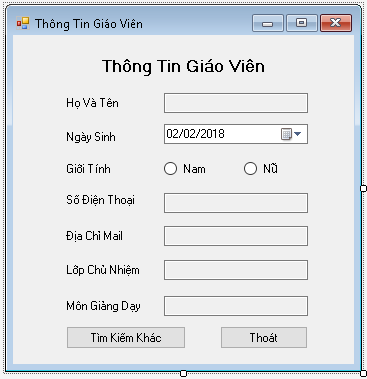 Thông Tin Giáo Viên
Thông Tin Giáo Viên
Họ Và Tên
Ngày Sinh
02/02/2018
Giới Tính
Nam
Nữ
Số Điện Thoại
Địa Chỉ Mail
Lớp Chủ Nhiệm
Môn Giảng Dạy
Tìm Kiếm Khác
Thoát